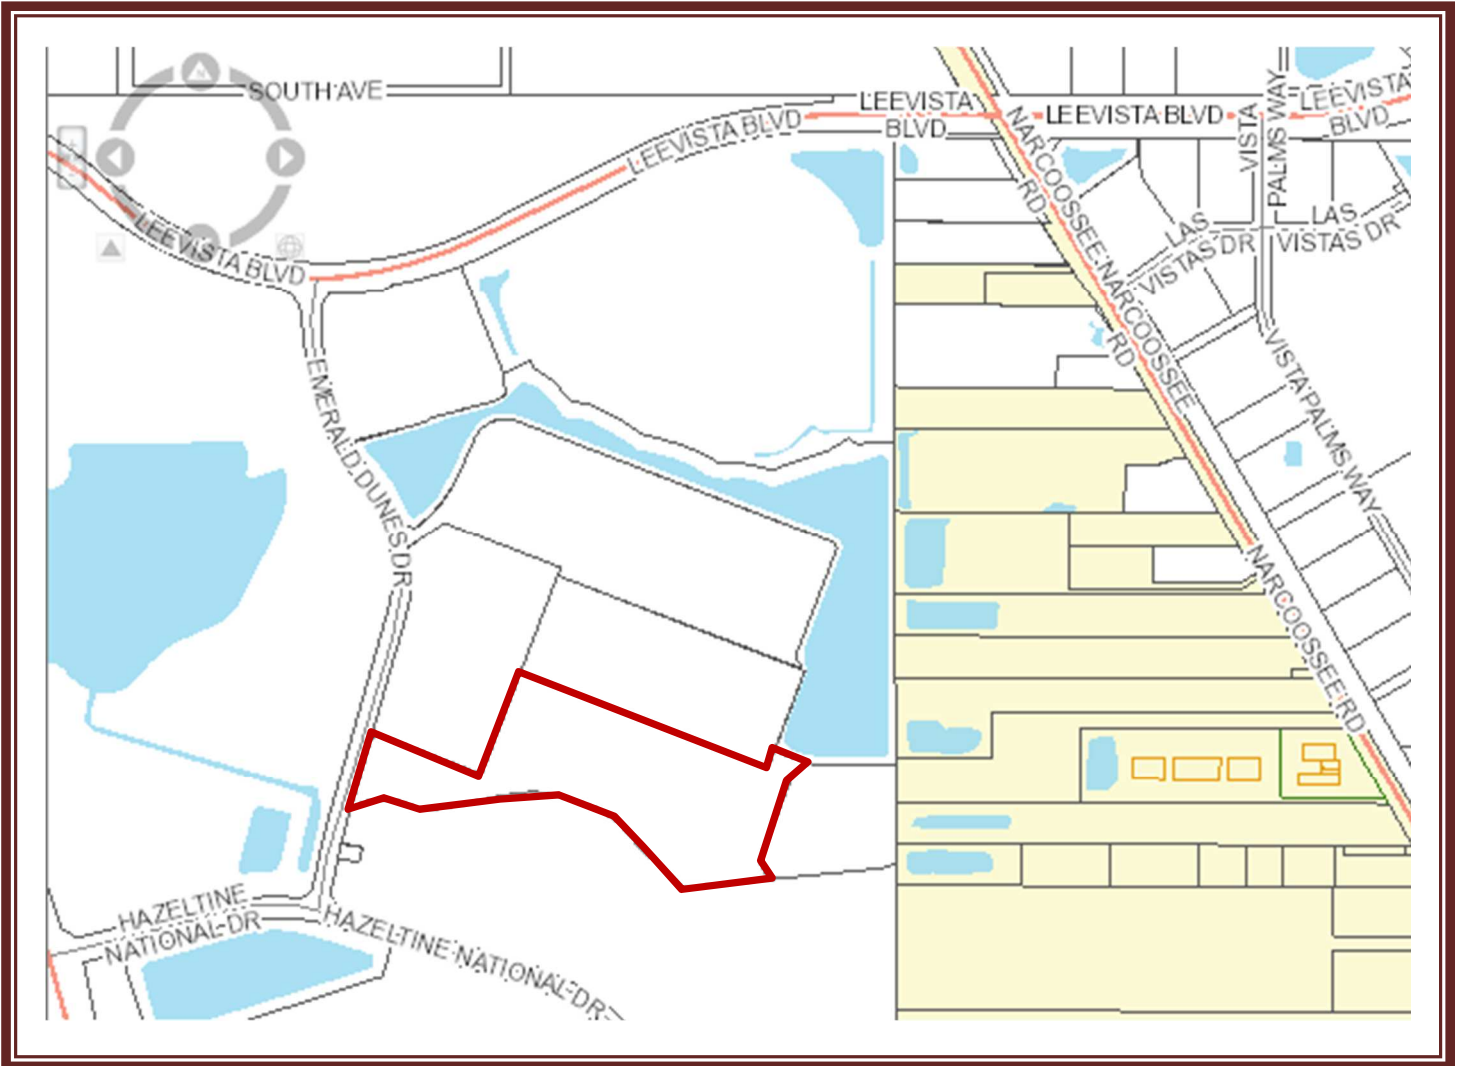 N
SOUTH AVE
LEEVISTA
BLVD
LEEVISTA BLVD
LEEVISTA
BLVD
LEEVISTA BLVD
LEEVISTA BLVD
VISTA
PALMS WAY
NARCOOSSEE
RD
LAS
VISTAS DR
LAS
VISTAS DR
NARCOOSSEE
RD
EMERALD DUNES DR
VISTA PALMS WAY
NARCOOSSEE RD
HAZELTINE
NATIONAL DR
HAZELTINE NATIONAL DR